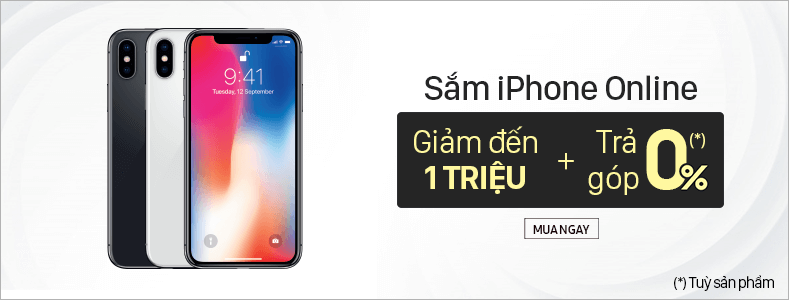 9:41
Tuesday, 12 September
Sắm iPhone Online
Giảm đến
1 TRIỆU
+
Trả
góp
0%
(*)
MUA NGAY
(*) Tuỳ sản phẩm